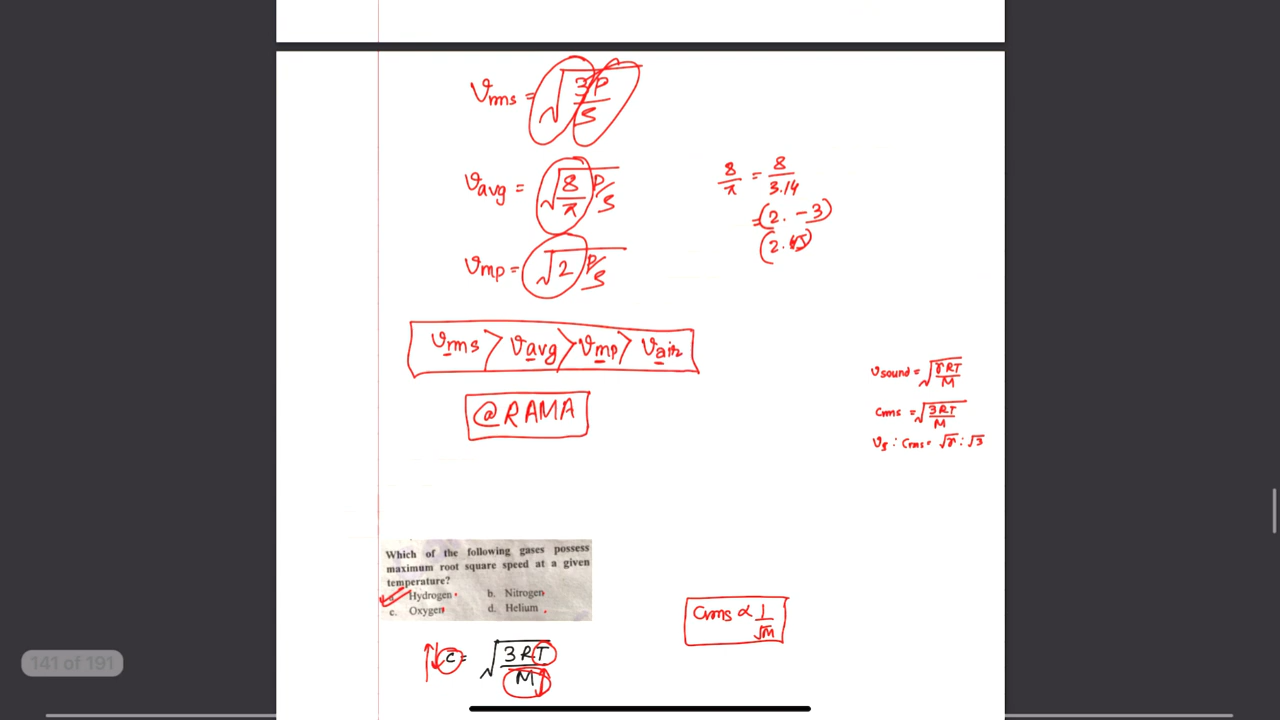 Vrms = √3P/ρ
8/π = 8/3.14
Vavg = √8/π P/ρ
= (2. - 3)
(2.45)
Vmp = √2 P/ρ
Vrms > Vavg > Vmp > Vair
Vsound = √γRT/M
@RAMA
Crms = √3RT/M
Vs : Crms = √γ : √3
Which of the following gases possess
maximum root square speed at a given
temperature?
a. Hydrogen b. Nitrogen
c. Oxygen d. Helium
Crms ∝ 1/√M
C = √3RT/M
141 of 191